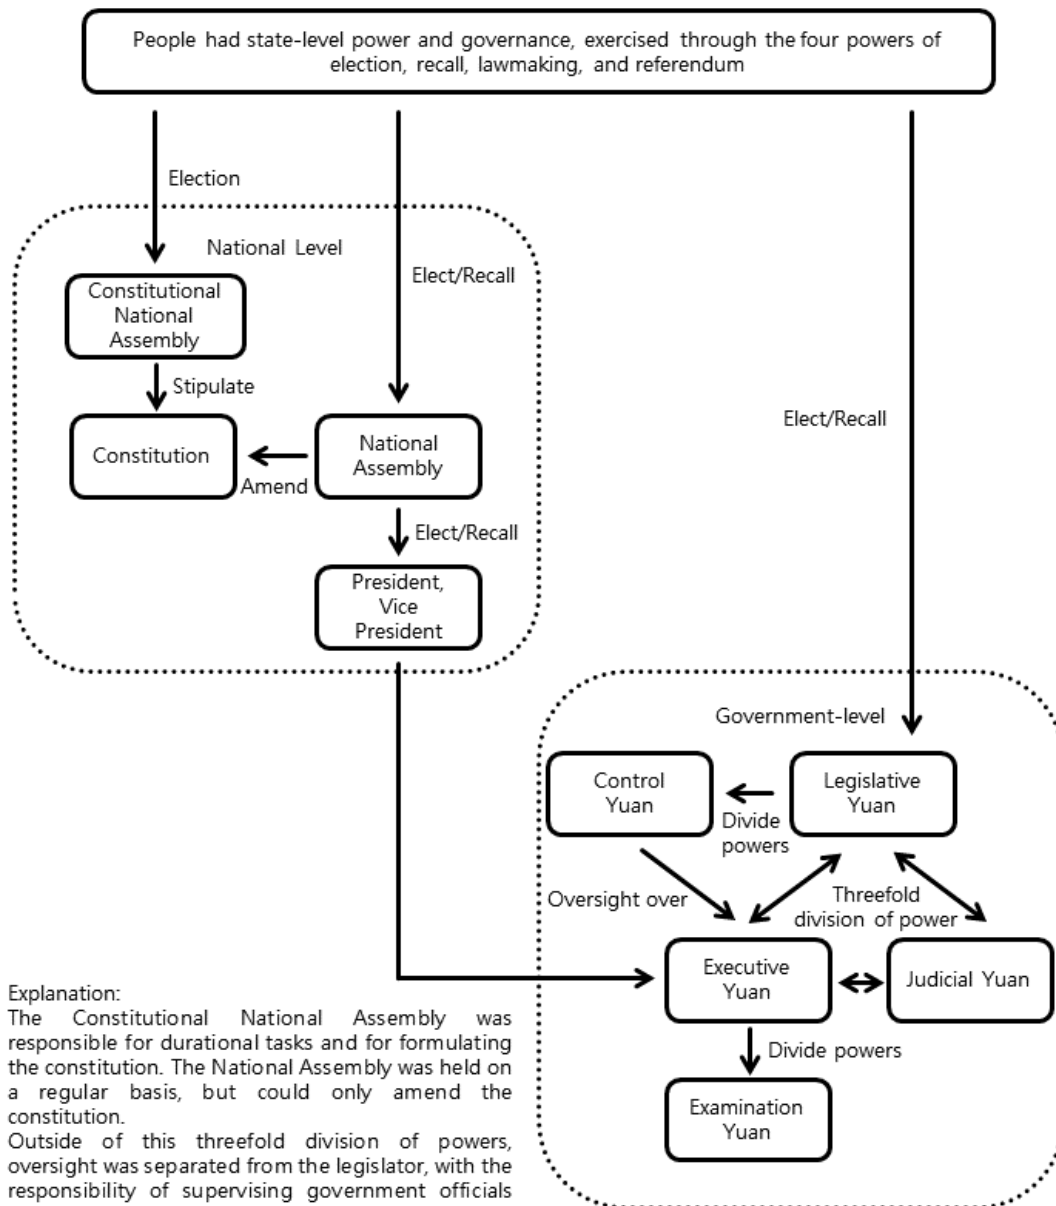 People had state-level power and governance, exercised through the four powers of
election, recall, lawmaking, and referendum
Election
National Level
Elect/Recall
Constitutional
National
Assembly
Stipulate
Elect/Recall
Constitution
National
Assembly
Amend
Elect/Recall
President,
Vice
President
Government-level
Control
Yuan
Legislative
Yuan
Divide
powers
Oversight over
Threefold
division of power
Executive
Yuan
Judicial Yuan
Divide powers
Examination
Yuan
Explanation:
The Constitutional National Assembly was
responsible for durational tasks and for formulating
the constitution. The National Assembly was held on
a regular basis, but could only amend the
constitution.
Outside of this threefold division of powers,
oversight was separated from the legislator, with the
responsibility of supervising government officials